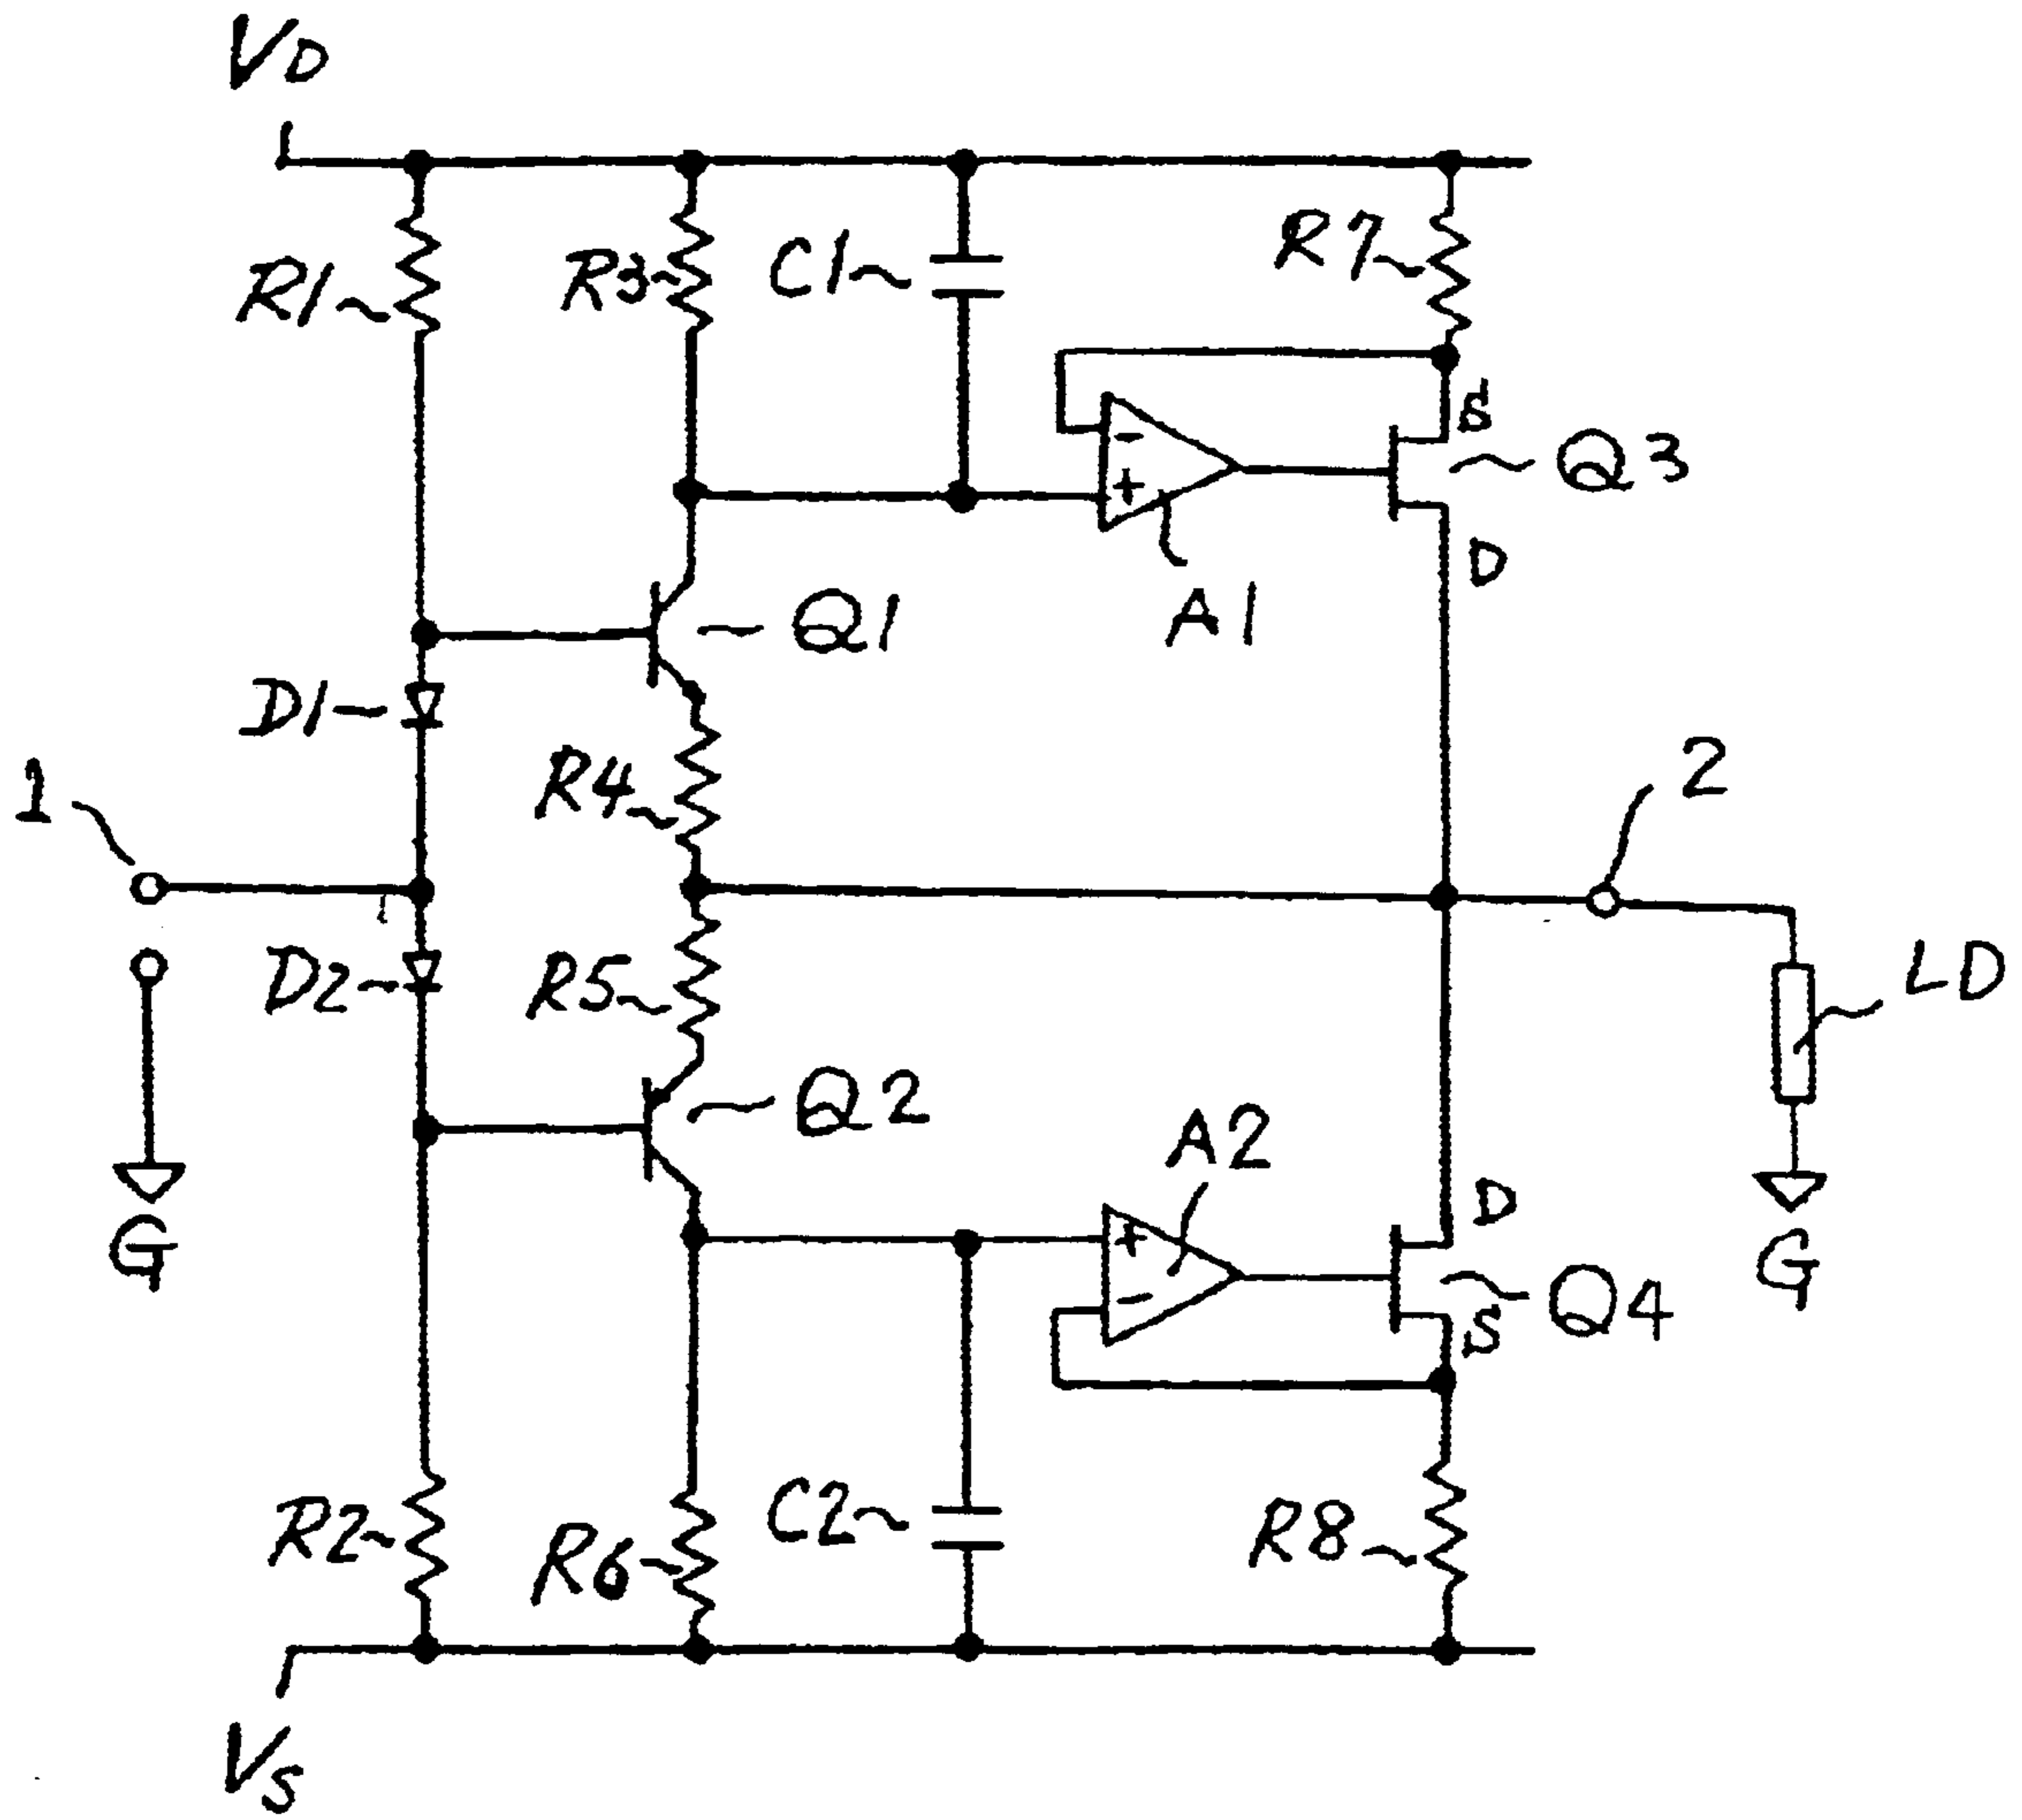 VD
R1
R3
C1
R7
-
+
S
Q3
D
A1
Q1
D1
R4
1
2
D2
R5
LD
Q2
A2
G
+
-
D
Q4
S
G
R2
R6
C2
R8
VS